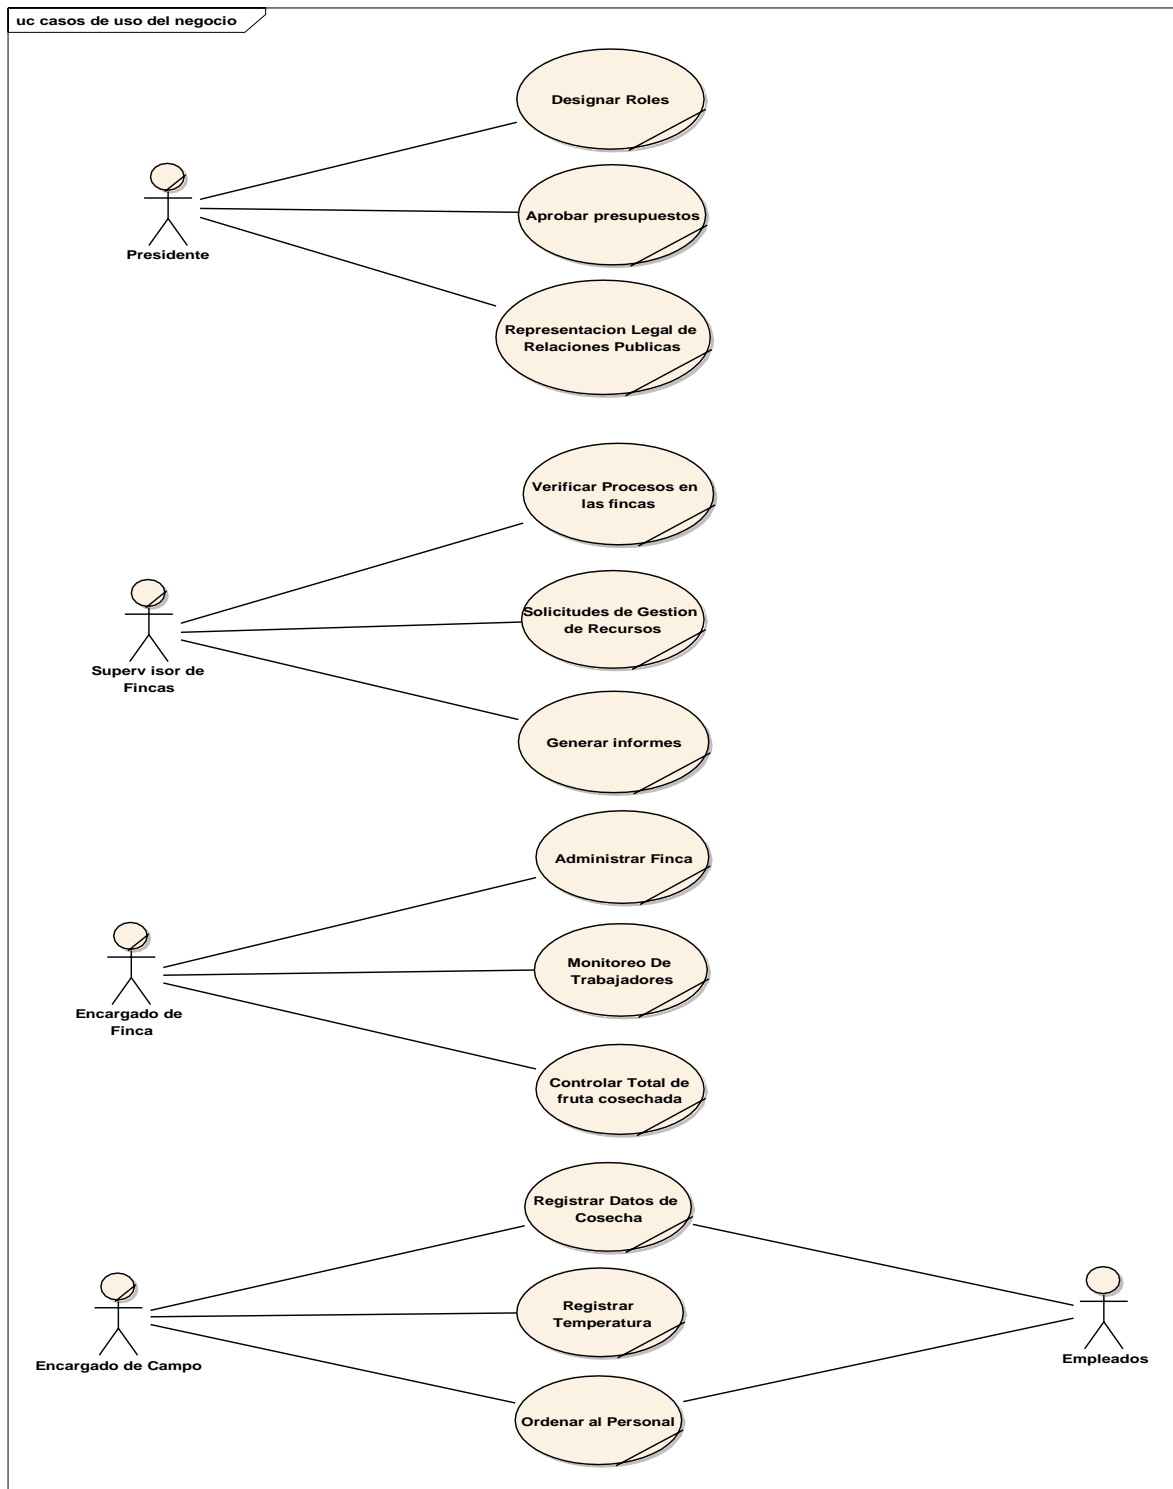 uc casos de uso del negocio
Designar Roles
Presidente
Aprobar presupuestos
Representacion Legal de
Relaciones Publicas
Verificar Procesos en
las fincas
Superv isor de
Fincas
Solicitudes de Gestion
de Recursos
Generar informes
Administrar Finca
Encargado de
Finca
Monitoreo De
Trabajadores
Controlar Total de
fruta cosechada
Registrar Datos de
Cosecha
Encargado de Campo
Registrar
Temperatura
Empleados
Ordenar al Personal